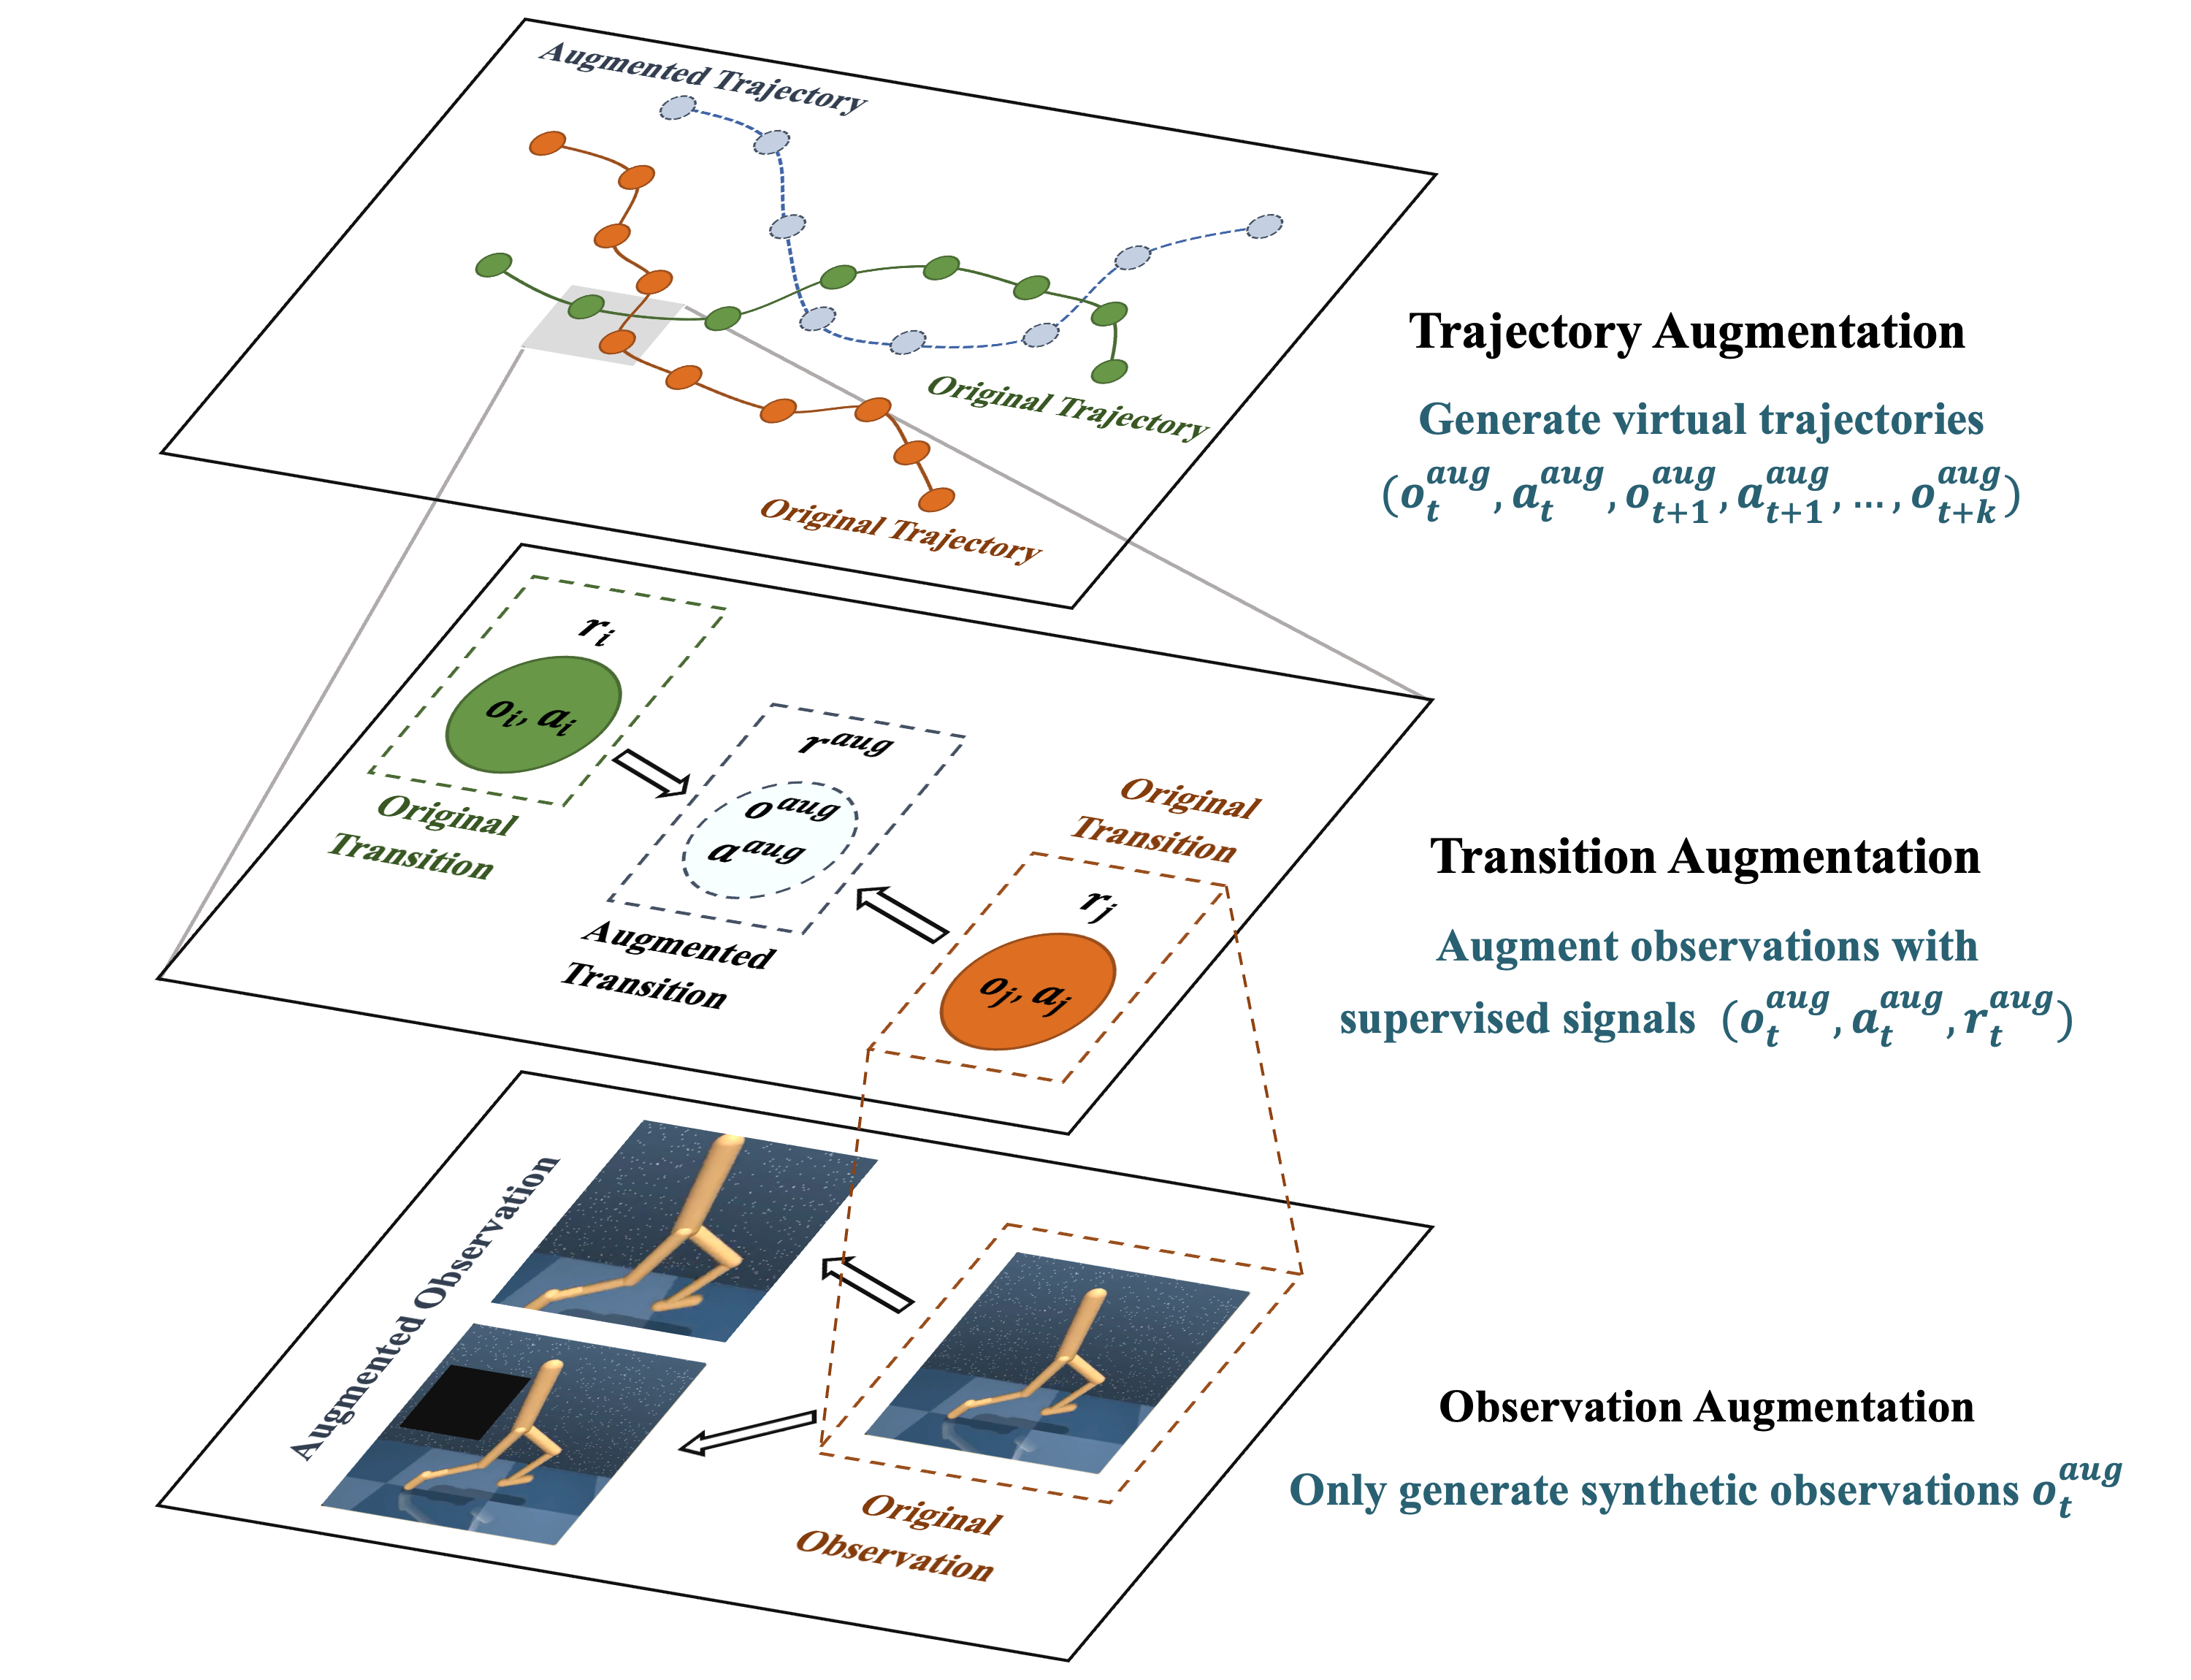 Augmented Trajectory
Original Trajectory
Original Trajectory
Trajectory Augmentation
Generate virtual trajectories
(o_t^{aug}, a_t^{aug}, o_{t+1}^{aug}, a_{t+1}^{aug}, ..., o_{t+k}^{aug})
r_i
o_i, a_i
Original
Transition
r^{aug}
o^{aug}
a^{aug}
Augmented
Transition
Original
Transition
r_j
o_j, a_j
Transition Augmentation
Augment observations with
supervised signals (o_t^{aug}, a_t^{aug}, r_t^{aug})
Augmented Observation
Original
Observation
Observation Augmentation
Only generate synthetic observations o_t^{aug}